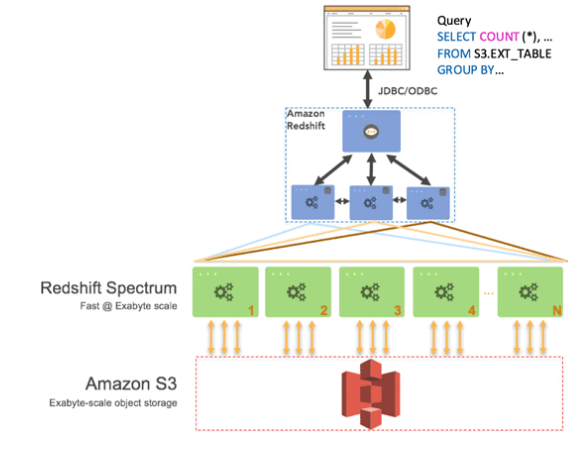 Query
SELECT COUNT (*), ...
FROM S3.EXT_TABLE
GROUP BY...
JDBC/ODBC
Amazon
Redshift
Redshift Spectrum
Fast @ Exabyte scale
1
2
3
4
...
N
Amazon S3
Exabyte-scale object storage